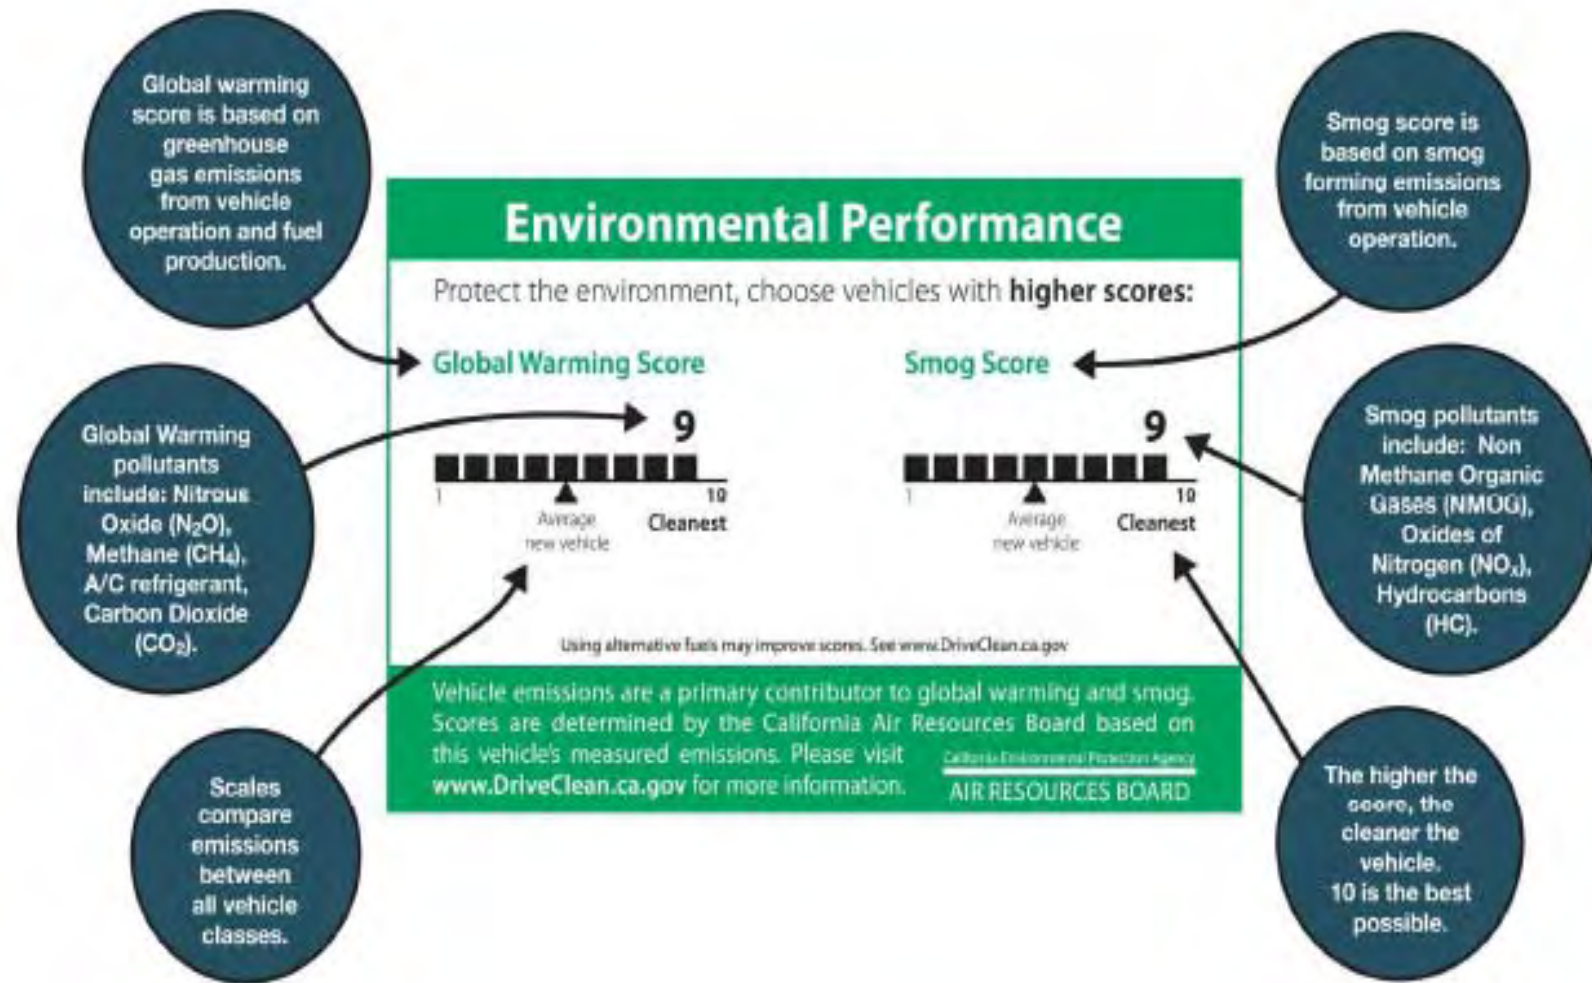 Global warming
score is based on
greenhouse
gas emissions
from vehicle
operation and fuel
production.
Smog score is
based on smog
forming emissions
from vehicle
operation.
Environmental Performance
Protect the environment, choose vehicles with higher scores:
Global Warming Score
Smog Score
9
1
10
Average
new vehicle
Cleanest
9
1
10
Average
new vehicle
Cleanest
Global Warming
pollutants
include: Nitrous
Oxide (N₂O),
Methane (CH₄),
A/C refrigerant,
Carbon Dioxide
(CO₂).
Smog pollutants
include: Non
Methane Organic
Gases (NMOG),
Oxides of
Nitrogen (NOₓ),
Hydrocarbons
(HC).
Using alternative fuels may improve scores. See www.DriveClean.ca.gov
Vehicle emissions are a primary contributor to global warming and smog.
Scores are determined by the California Air Resources Board based on
this vehicle's measured emissions. Please visit
www.DriveClean.ca.gov for more information.
California Environmental Protection Agency
AIR RESOURCES BOARD
Scales
compare
emissions
between
all vehicle
classes.
The higher the
score, the
cleaner the
vehicle.
10 is the best
possible.